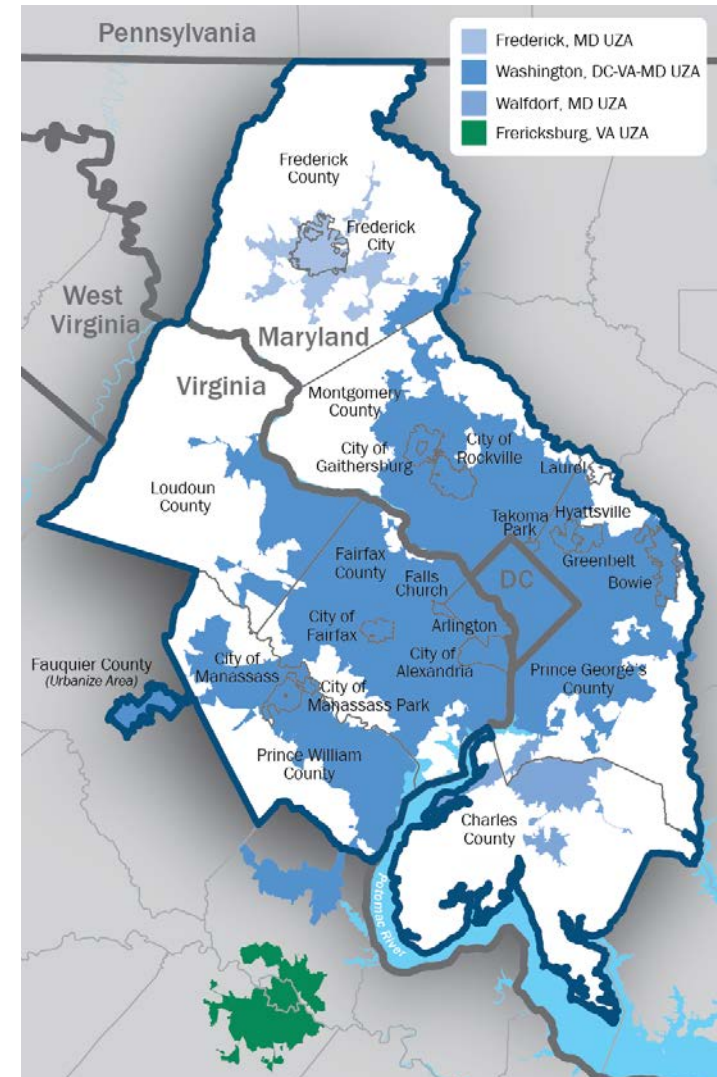 Pennsylvania
Frederick, MD UZA
Washington, DC-VA-MD UZA
Walfdorf, MD UZA
Frericksburg, VA UZA
Frederick
County
Frederick
City
West
Virginia
Maryland
Virginia
Montgomery
County
City of
Gaithersburg
City of
Rockville
Laurel
Loudoun
County
Takoma
Park
Hyattsville
Fairfax
County
Falls
Church
DC
Greenbelt
Bowie
City of
Fairfax
Arlington
City of
Alexandria
Fauquier County
(Urbanize Area)
City of
Manassass
City of
Manassass Park
Prince George's
County
Prince William
County
Charles
County
Potomac River